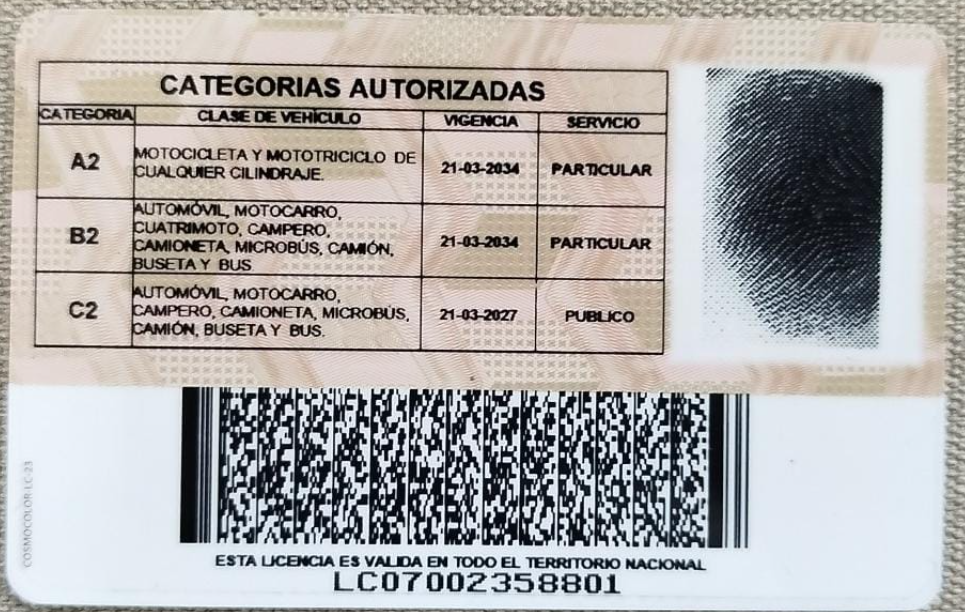 CATEGORIAS AUTORIZADAS
CATEGORIA CLASE DE VEHÍCULO VIGENCIA SERVICIO
A2 MOTOCICLETA Y MOTOTRICICLO DE CUALQUIER CILINDRAJE. 21-03-2034 PARTICULAR
B2 AUTOMÓVIL, MOTOCARRO, CUATRIMOTO, CAMPERO, CAMIONETA, MICROBÚS, CAMIÓN, BUSETA Y BUS 21-03-2034 PARTICULAR
C2 AUTOMÓVIL, MOTOCARRO, CAMPERO, CAMIONETA, MICROBÚS, CAMIÓN, BUSETA Y BUS. 21-03-2027 PUBLICO
COSMOCOLOR LC-23
ESTA LICENCIA ES VALIDA EN TODO EL TERRITORIO NACIONAL
LC07002358801